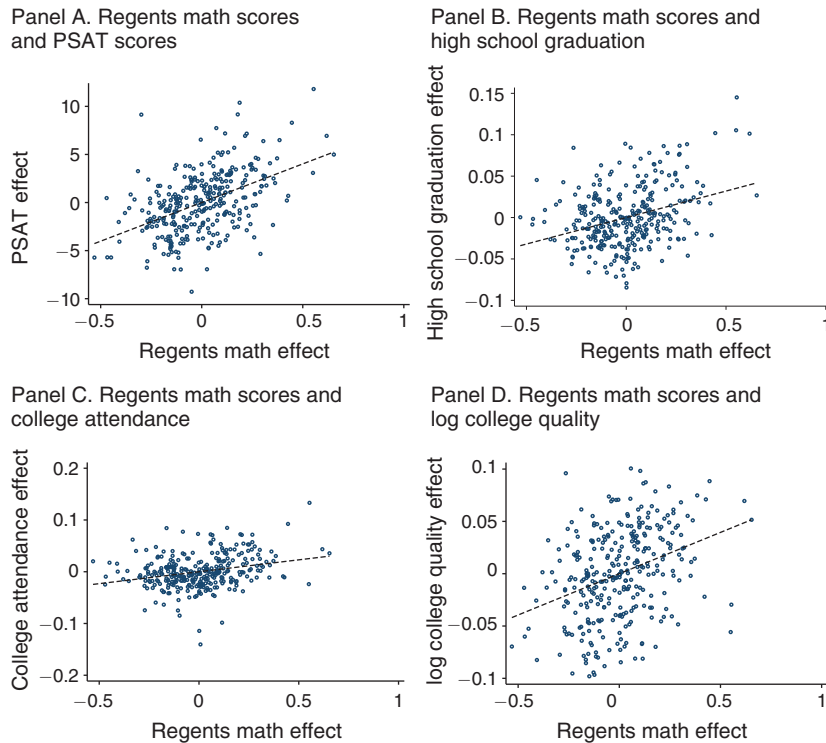 Panel A. Regents math scores
and PSAT scores
PSAT effect
10
5
0
−5
−10
−0.5
0
0.5
1
Regents math effect
Panel B. Regents math scores and
high school graduation
High school graduation effect
0.15
0.1
0.05
0
−0.05
−0.1
−0.5
0
0.5
1
Regents math effect
Panel C. Regents math scores and
college attendance
College attendance effect
0.2
0.1
0
−0.1
−0.2
−0.5
0
0.5
1
Regents math effect
Panel D. Regents math scores and
log college quality
log college quality effect
0.1
0.05
0
−0.05
−0.1
−0.5
0
0.5
1
Regents math effect